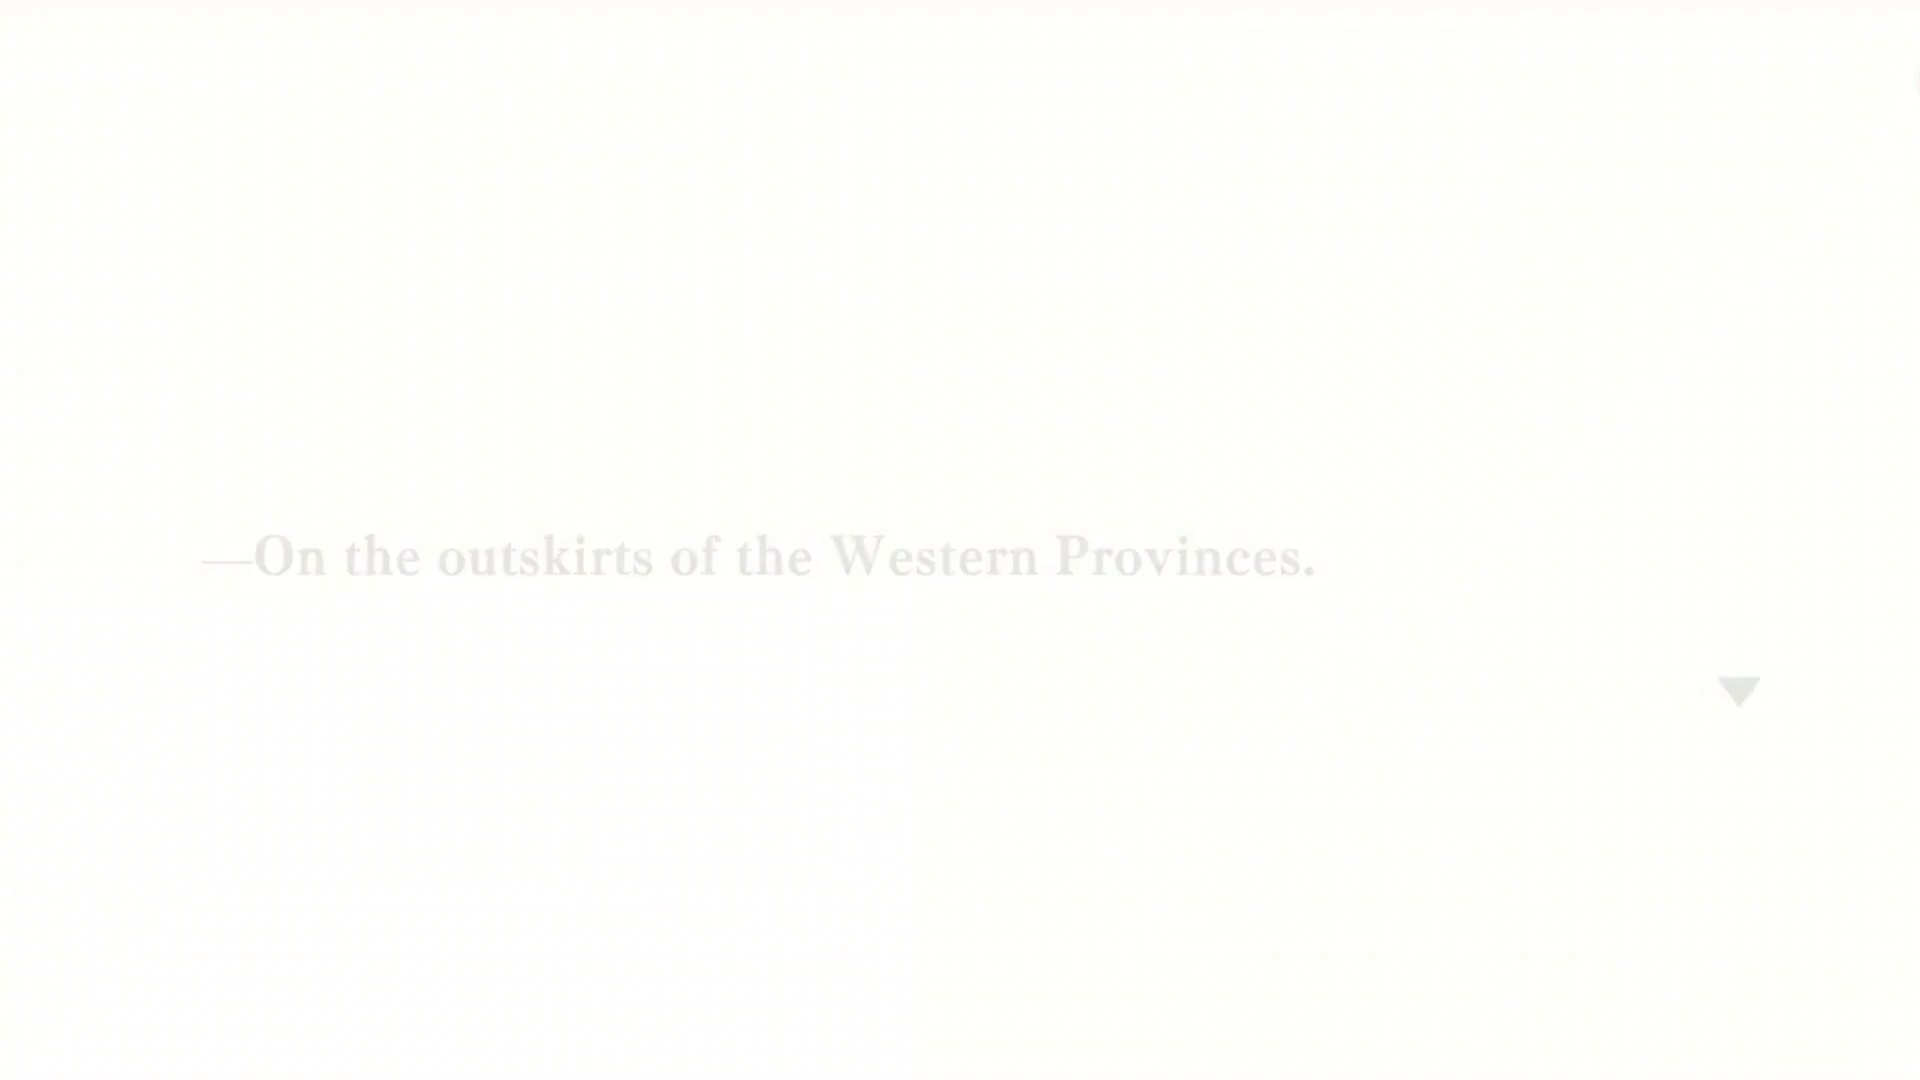 —On the outskirts of the Western Provinces.